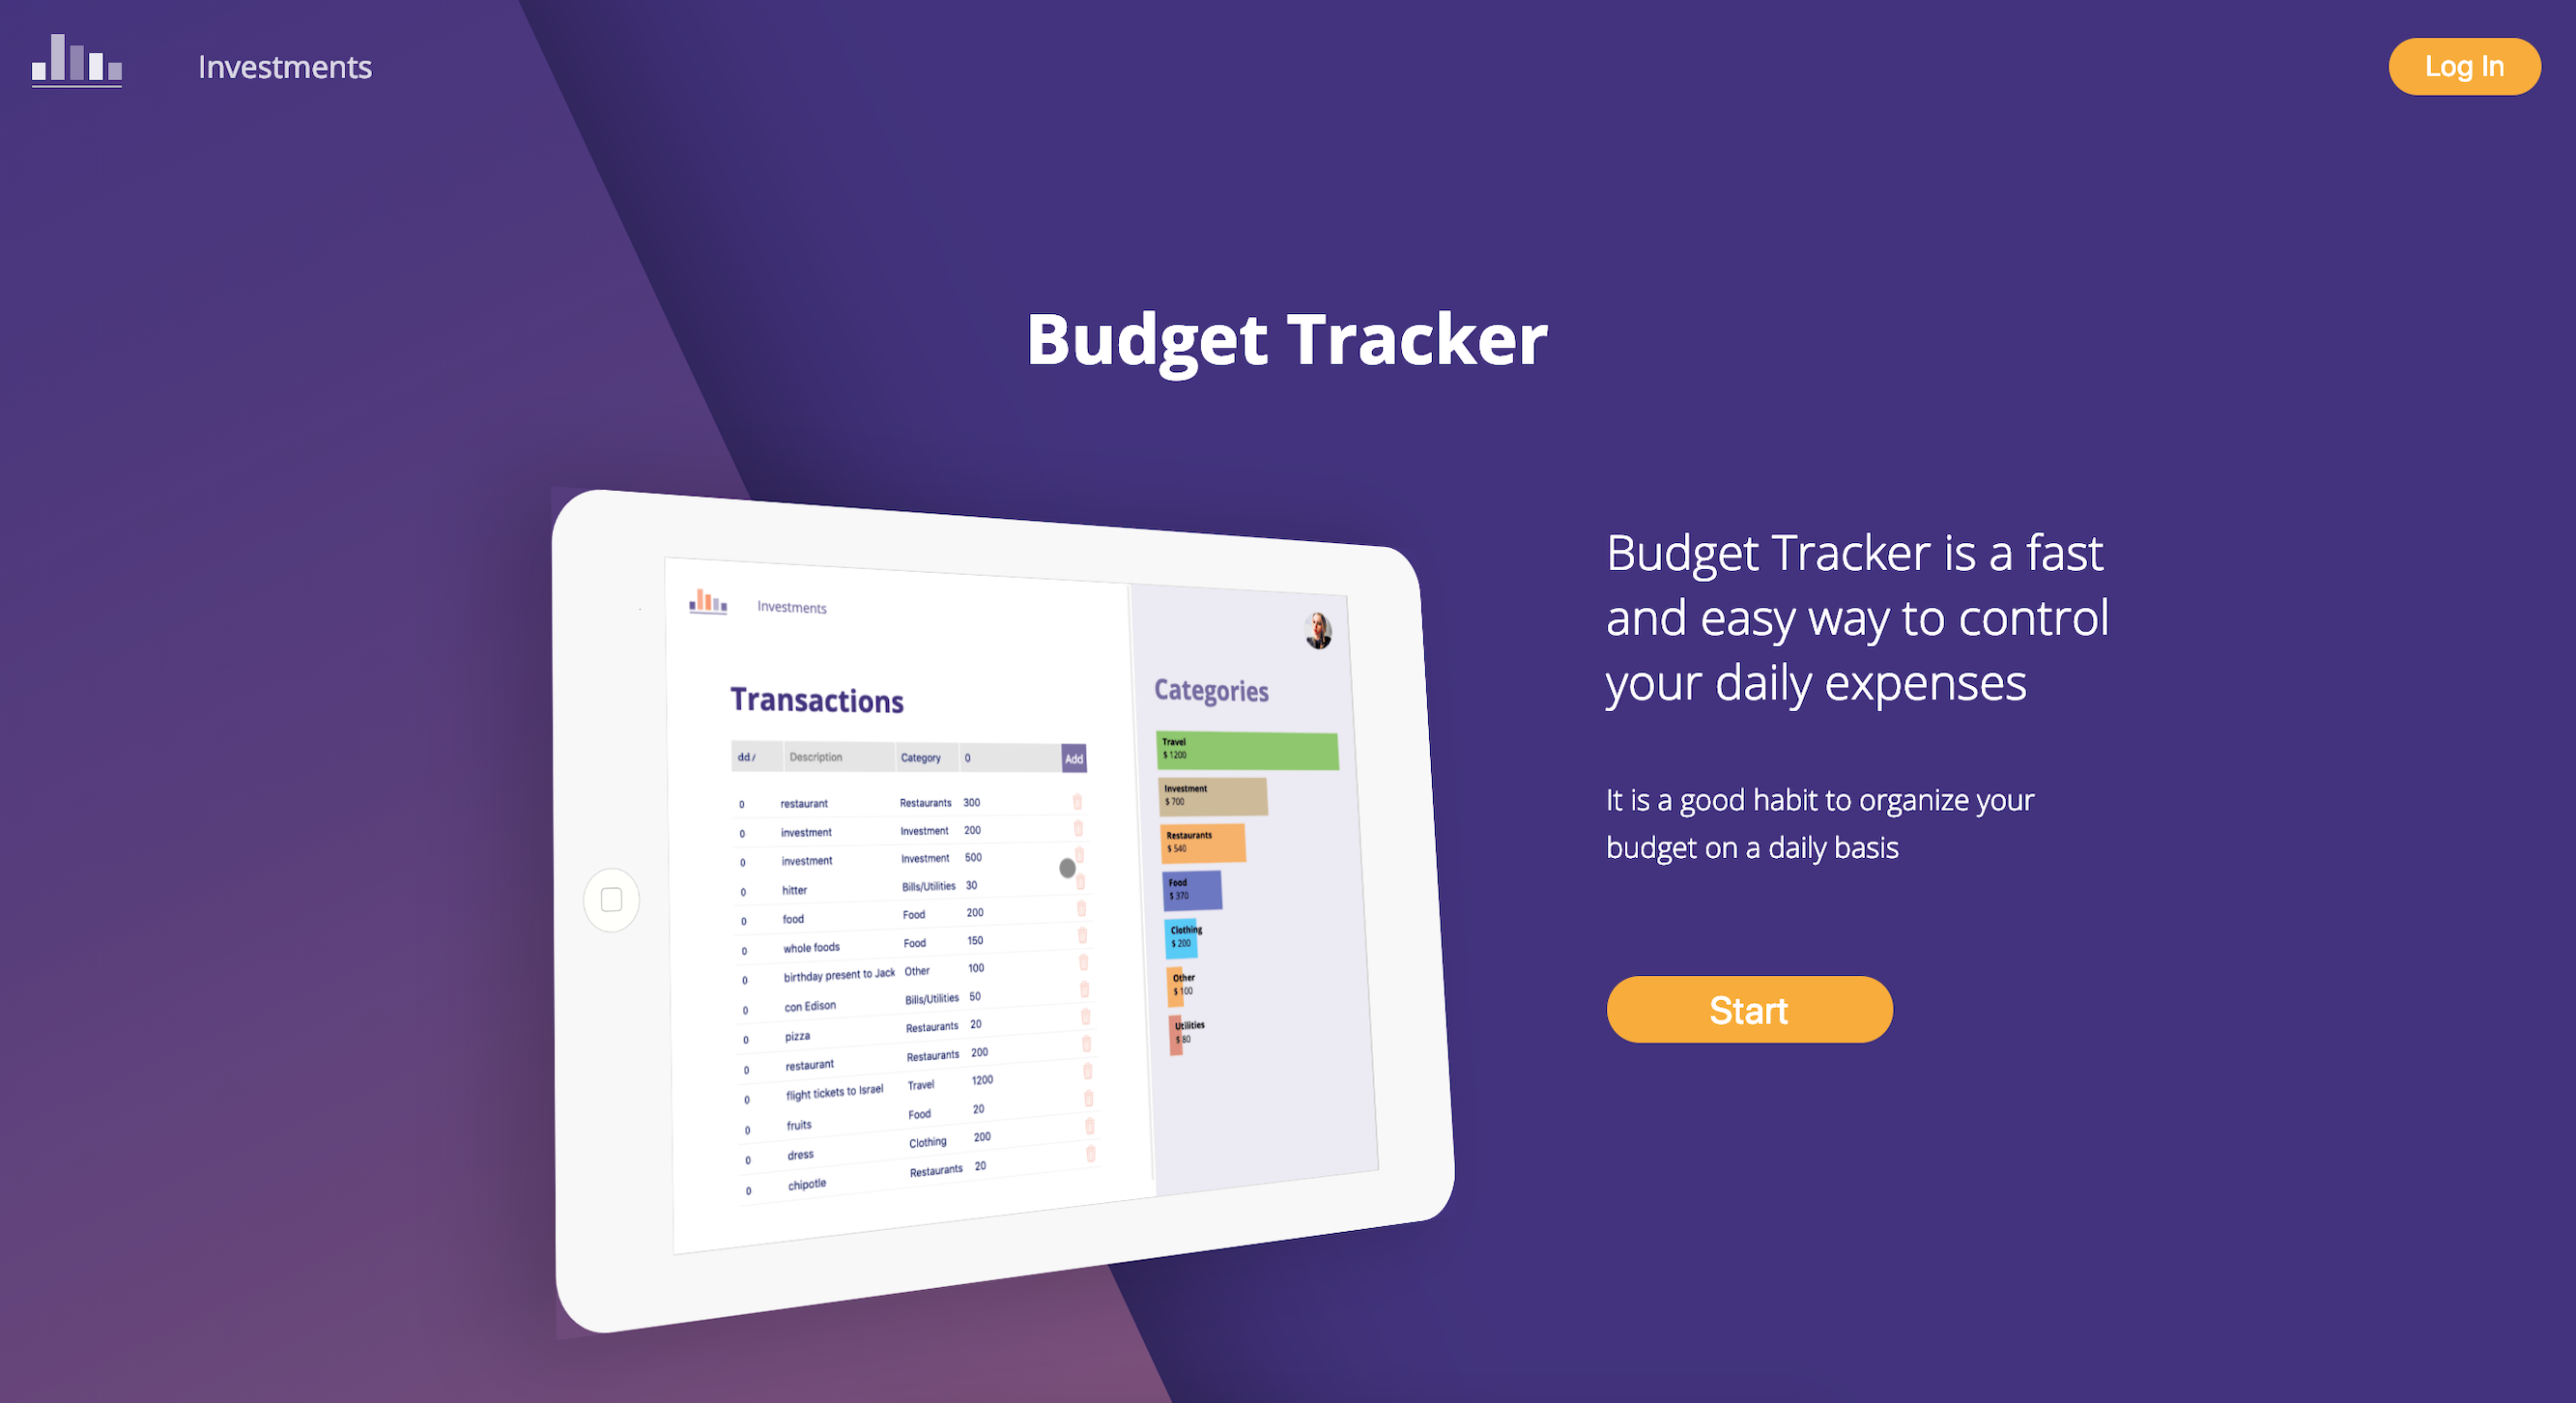 Investments
Log In
Budget Tracker
Investments
Transactions
dd / Description Category 0 Add
0 restaurant Restaurants 300
0 investment Investment 200
0 investment Investment 500
0 hitter Bills/Utilities 30
0 food Food 200
0 whole foods Food 150
0 birthday present to Jack Other 100
0 con Edison Bills/Utilities 50
0 pizza Restaurants 20
0 restaurant Restaurants 200
0 flight tickets to Israel Travel 1200
0 fruits Food 20
0 dress Clothing 200
0 chipotle Restaurants 20
Categories
Travel
$ 1200
Investment
$ 700
Restaurants
$ 540
Food
$ 370
Clothing
$ 200
Other
$ 100
Utilities
$ 80
Budget Tracker is a fast
and easy way to control
your daily expenses
It is a good habit to organize your
budget on a daily basis
Start